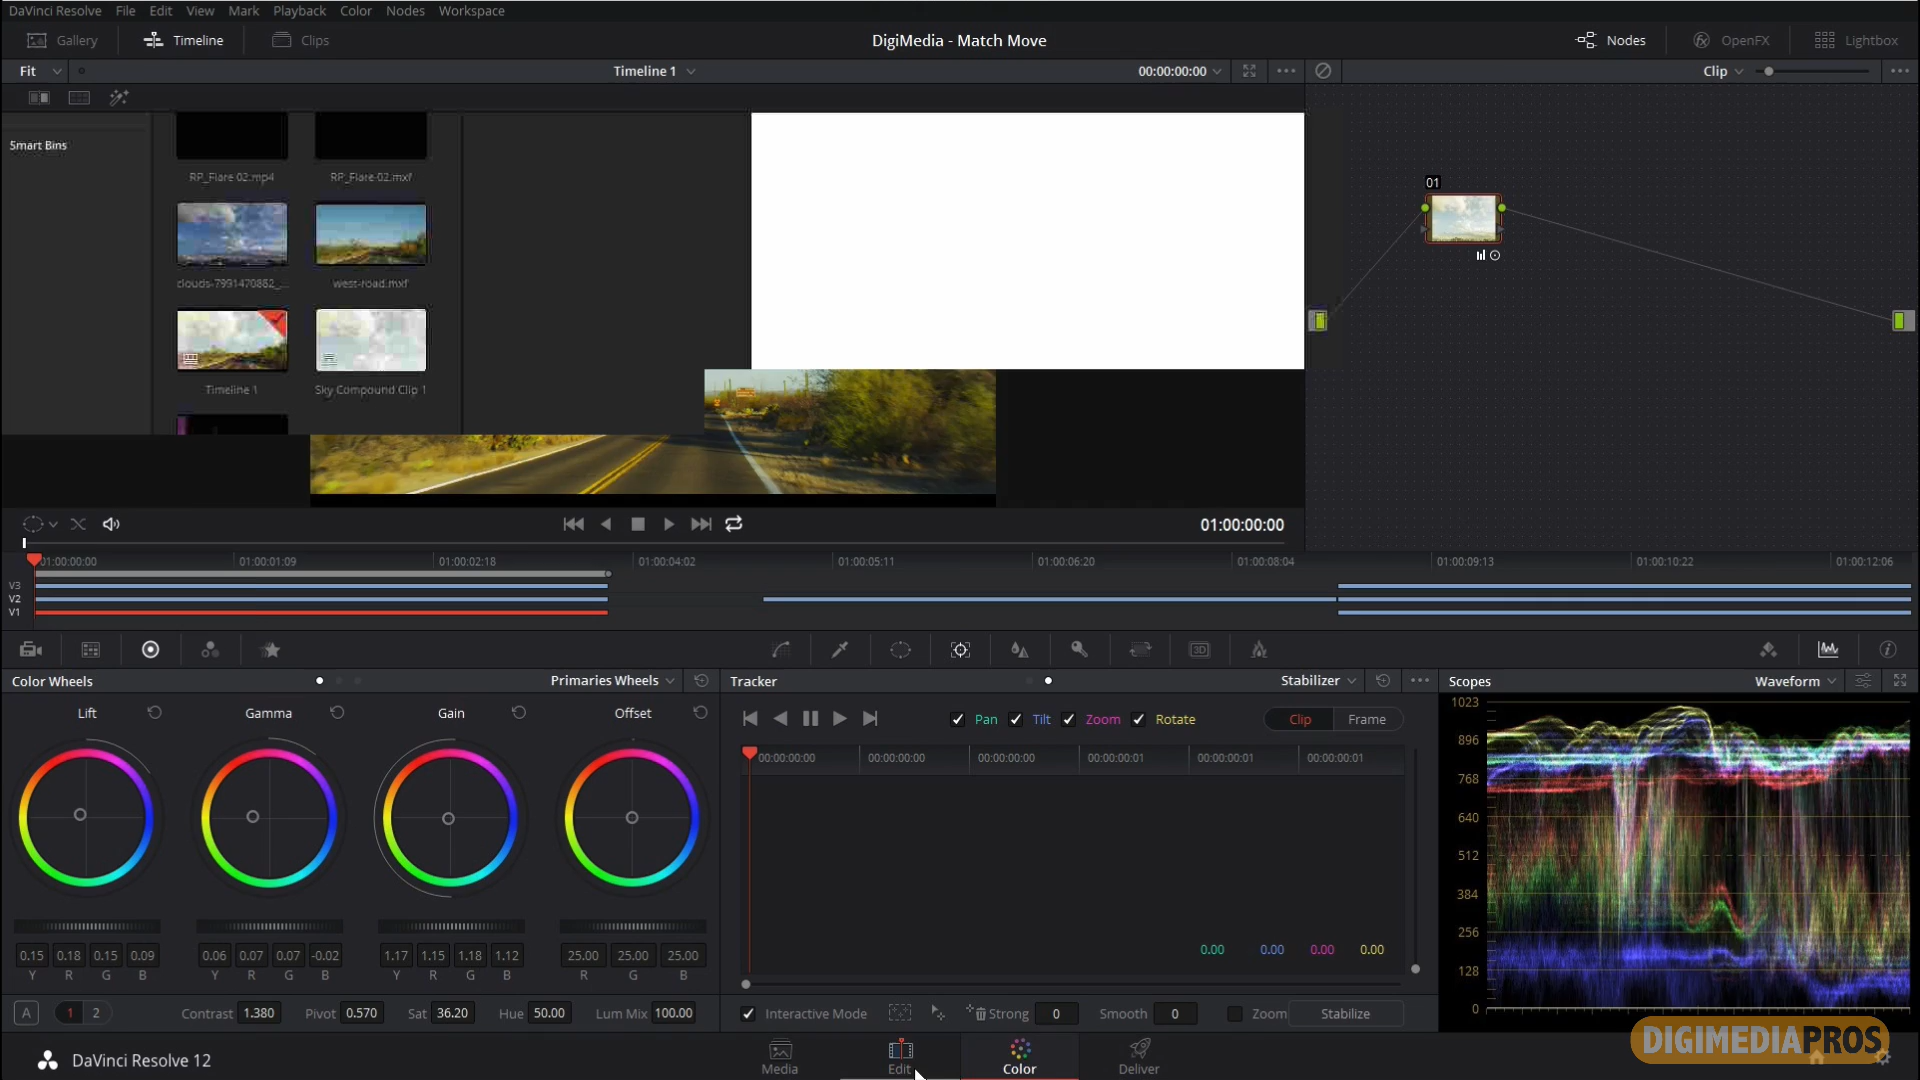 DaVinci Resolve File Edit View Mark Playback Color Nodes Workspace
Gallery Timeline Clips DigiMedia - Match Move Nodes OpenFX Lightbox
Fit Timeline 1 00:00:00:00 Clip
Smart Bins
RP_Flare 02.mp4 RP_Flare-02.mxf
clouds-7991470882_... west-road.mxf
Timeline 1 Sky Compound Clip 1
01
01:00:00:00
01:00:00:00 01:00:01:09 01:00:02:18 01:00:04:02 01:00:05:11 01:00:06:20 01:00:08:04 01:00:09:13 01:00:10:22 01:00:12:06
V3
V2
V1
3D
Color Wheels Primaries Wheels Tracker Stabilizer Scopes Waveform
Lift Gamma Gain Offset
Pan Tilt Zoom Rotate Clip Frame
00:00:00:00 00:00:00:00 00:00:00:00 00:00:00:01 00:00:00:01 00:00:00:01
1023
896
768
640
512
384
256
128
0
0.00 0.00 0.00 0.00
0.15 0.18 0.15 0.09 0.06 0.07 0.07 -0.02 1.17 1.15 1.18 1.12 25.00 25.00 25.00
Y R G B Y R G B Y R G B R G B
A 1 2 Contrast 1.380 Pivot 0.570 Sat 36.20 Hue 50.00 Lum Mix 100.00
Interactive Mode Strong 0 Smooth 0 Zoom Stabilize
DaVinci Resolve 12 Media Edit Color Deliver
DIGIMEDIAPROS